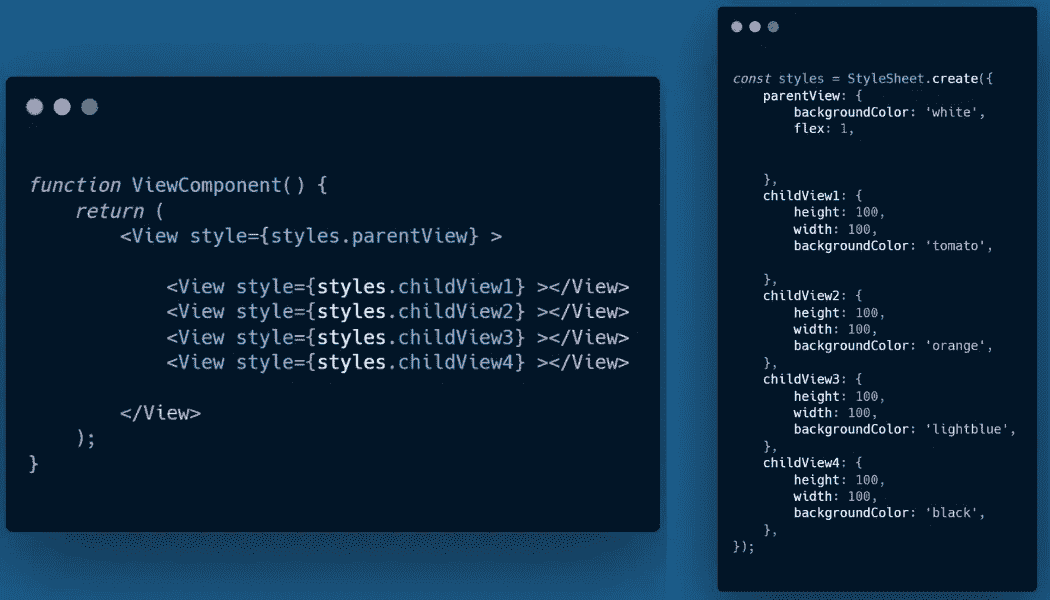 function ViewComponent() {
    return (
        <View style={styles.parentView} >
            <View style={styles.childView1} ></View>
            <View style={styles.childView2} ></View>
            <View style={styles.childView3} ></View>
            <View style={styles.childView4} ></View>
        </View>
    );
}
const styles = StyleSheet.create({
    parentView: {
        backgroundColor: 'white',
        flex: 1,
    },
    childView1: {
        height: 100,
        width: 100,
        backgroundColor: 'tomato',
    },
    childView2: {
        height: 100,
        width: 100,
        backgroundColor: 'orange',
    },
    childView3: {
        height: 100,
        width: 100,
        backgroundColor: 'lightblue',
    },
    childView4: {
        height: 100,
        width: 100,
        backgroundColor: 'black',
    },
});